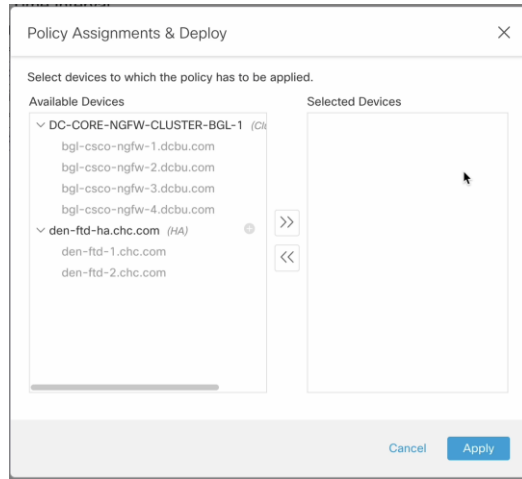 Policy Assignments & Deploy
Select devices to which the policy has to be applied.
Available Devices
Selected Devices
DC-CORE-NGFW-CLUSTER-BGL-1
bgl-csco-ngfw-1.dcbu.com
bgl-csco-ngfw-2.dcbu.com
bgl-csco-ngfw-3.dcbu.com
bgl-csco-ngfw-4.dcbu.com
den-ftd-ha.chc.com (HA)
den-ftd-1.chc.com
den-ftd-2.chc.com
Cancel
Apply